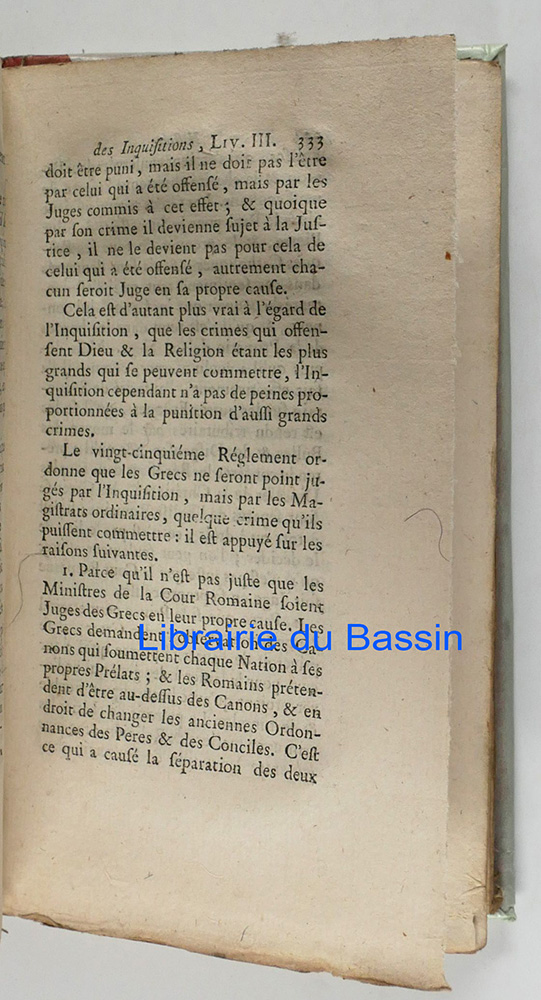 des Inquiſitions, LIV. III. 333
doit être puni, mais il ne doit pas l'être
par celui qui a été offenſé, mais par les
Juges commis à cet effet; & quoique
par ſon crime il devienne ſujet à la Juſ-
tice, il ne le devient pas pour cela de
celui qui a été offenſé, autrement cha-
cun ſeroit Juge en ſa propre cauſe.
Cela eſt d'autant plus vrai à l'égard de
l'Inquiſition, que les crimes qui offen-
ſent Dieu & la Religion étant les plus
grands qui ſe peuvent commettre, l'In-
quiſition cependant n'a pas de peines pro-
portionnées à la punition d'auſſi grands
crimes.
Le vingt-cinquiéme Réglement or-
donne que les Grecs ne ſeront point ju-
gés par l'Inquiſition, mais par les Ma-
giſtrats ordinaires, quelque crime qu'ils
puiſſent commettre: il eſt appuyé ſur les
raiſons ſuivantes.
1. Parce qu'il n'eſt pas juſte que les
Miniſtres de la Cour Romaine ſoient
Juges des Grecs en leur propre cauſe. Les
Grecs demandent des Ca-
nons qui ſoumettent chaque Nation à ſes
propres Prélats; & les Romains préten-
dent d'être au-deſſus des Canons, & en
droit de changer les anciennes Ordon-
nances des Peres & des Conciles. C'eſt
ce qui a cauſé la ſéparation des deux
Librairie du Bassin